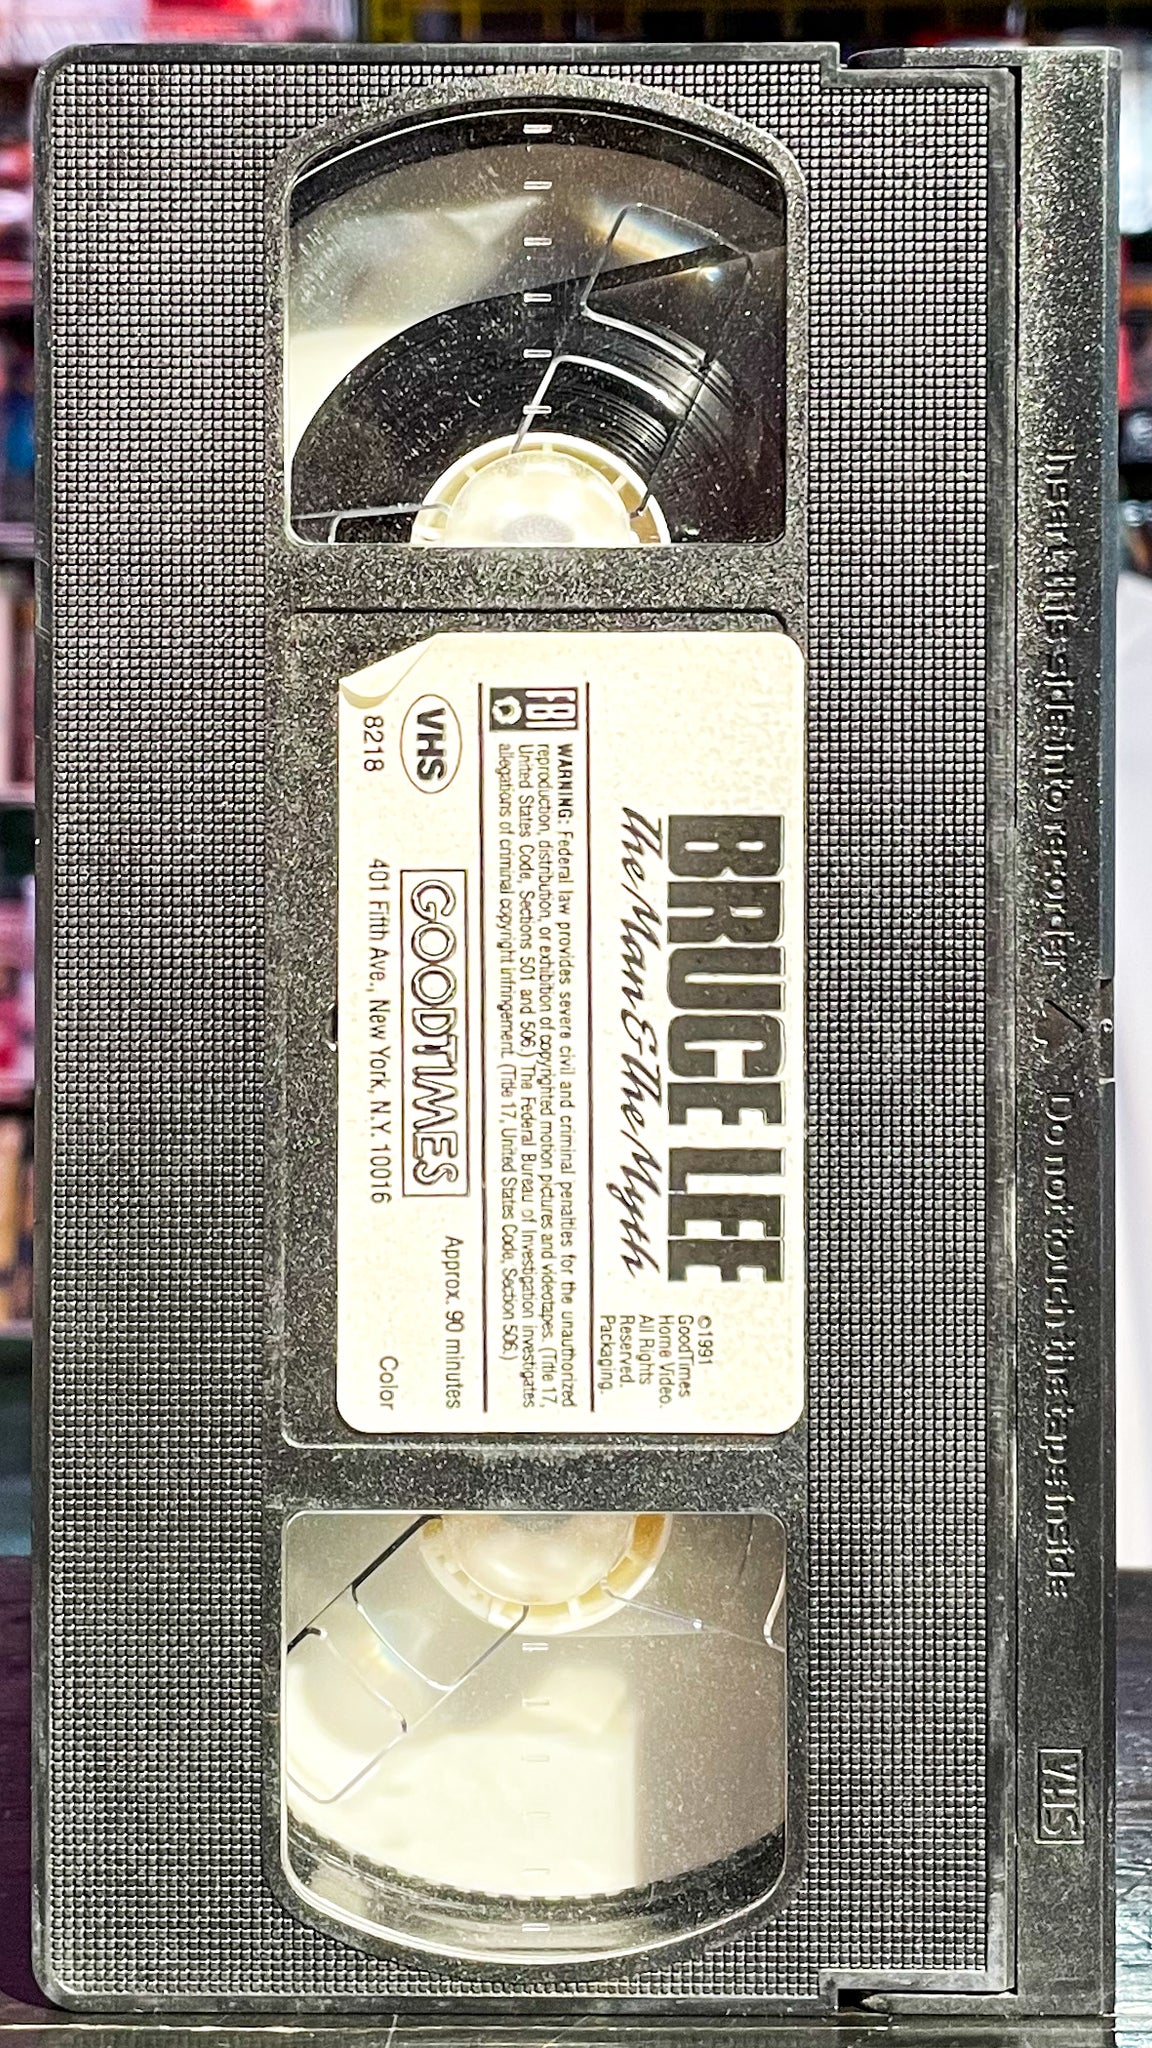 Insert this side into recorder / Do not touch the tape inside
VHS
BRUCE LEE
The Man & The Myth
©1991
GoodTimes
Home Video.
All Rights
Reserved.
Packaging.
FBI
WARNING: Federal law provides severe civil and criminal penalties for the unauthorized
reproduction, distribution, or exhibition of copyrighted motion pictures and videotapes. (Title 17,
United States Code, Sections 501 and 506.) The Federal Bureau of Investigation investigates
allegations of criminal copyright infringement. (Title 17, United States Code, Section 506.)
VHS
8218
GOODTIMES
401 Fifth Ave., New York, N.Y. 10016
Approx. 90 minutes
Color